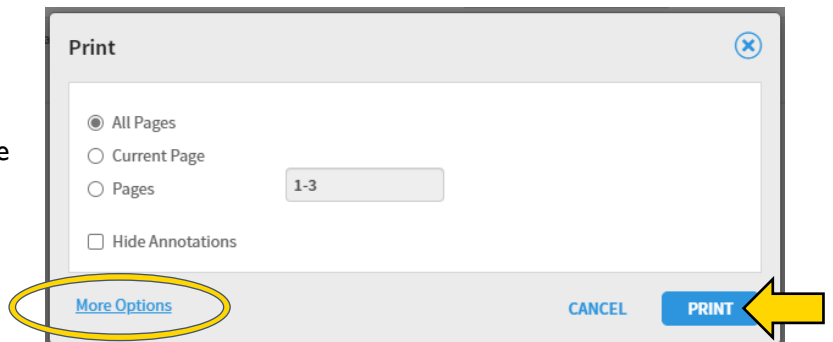 Print
All Pages
Current Page
Pages 1-3
Hide Annotations
More Options CANCEL PRINT